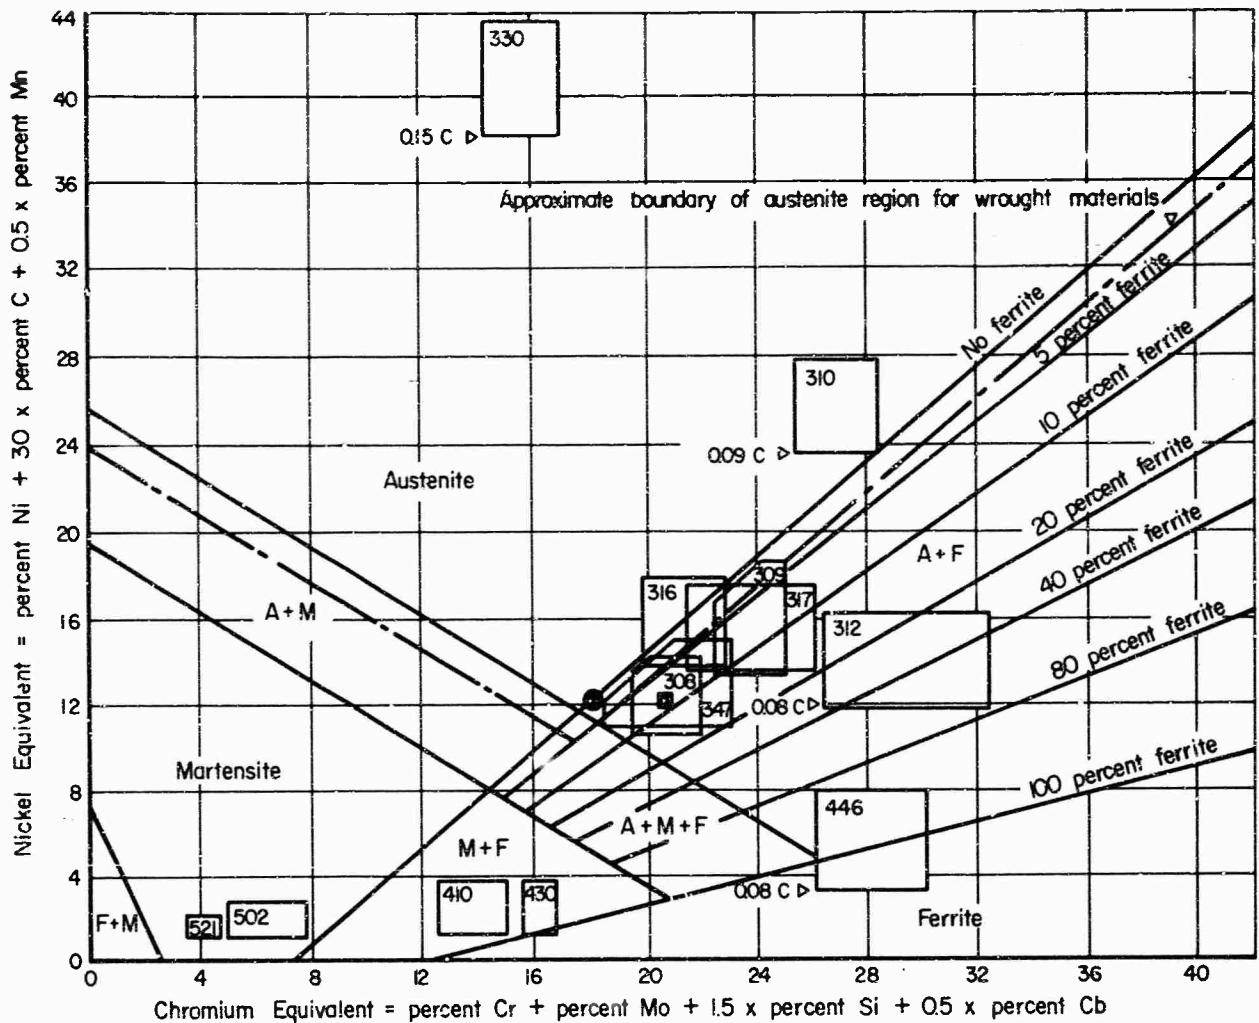 44
330
40
0.15 C
36
Approximate boundary of austenite region for wrought materials
32
No ferrite
5 percent ferrite
28
310
10 percent ferrite
24
0.09 C
Austenite
20 percent ferrite
20
40 percent ferrite
A+F
309
316
317
A+M
16
312
80 percent ferrite
308
12
347
0.08 C
Martensite
100 percent ferrite
8
446
A+M+F
M+F
4
410
430
0.08 C
F+M
521
502
Ferrite
0
0 4 8 12 16 20 24 28 32 36 40
Chromium Equivalent = percent Cr + percent Mo + 1.5 x percent Si + 0.5 x percent Cb
Nickel Equivalent = percent Ni + 30 x percent C + 0.5 x percent Mn